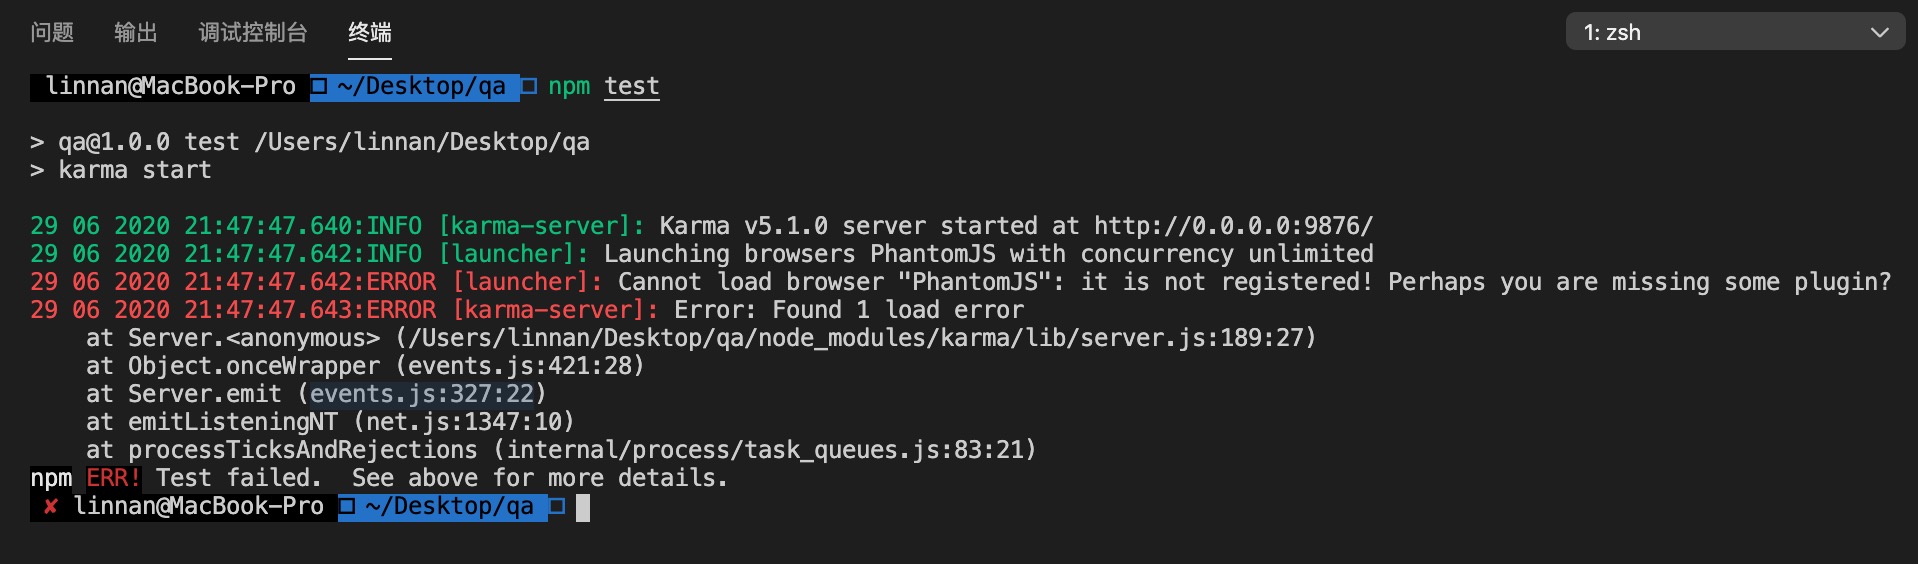 问题 输出 调试控制台 终端 1: zsh
linnan@MacBook-Pro ~/Desktop/qa npm test
> qa@1.0.0 test /Users/linnan/Desktop/qa
> karma start
29 06 2020 21:47:47.640:INFO [karma-server]: Karma v5.1.0 server started at http://0.0.0.0:9876/
29 06 2020 21:47:47.642:INFO [launcher]: Launching browsers PhantomJS with concurrency unlimited
29 06 2020 21:47:47.642:ERROR [launcher]: Cannot load browser "PhantomJS": it is not registered! Perhaps you are missing some plugin?
29 06 2020 21:47:47.643:ERROR [karma-server]: Error: Found 1 load error
at Server.<anonymous> (/Users/linnan/Desktop/qa/node_modules/karma/lib/server.js:189:27)
at Object.onceWrapper (events.js:421:28)
at Server.emit (events.js:327:22)
at emitListeningNT (net.js:1347:10)
at processTicksAndRejections (internal/process/task_queues.js:83:21)
npm ERR! Test failed.  See above for more details.
✘ linnan@MacBook-Pro ~/Desktop/qa